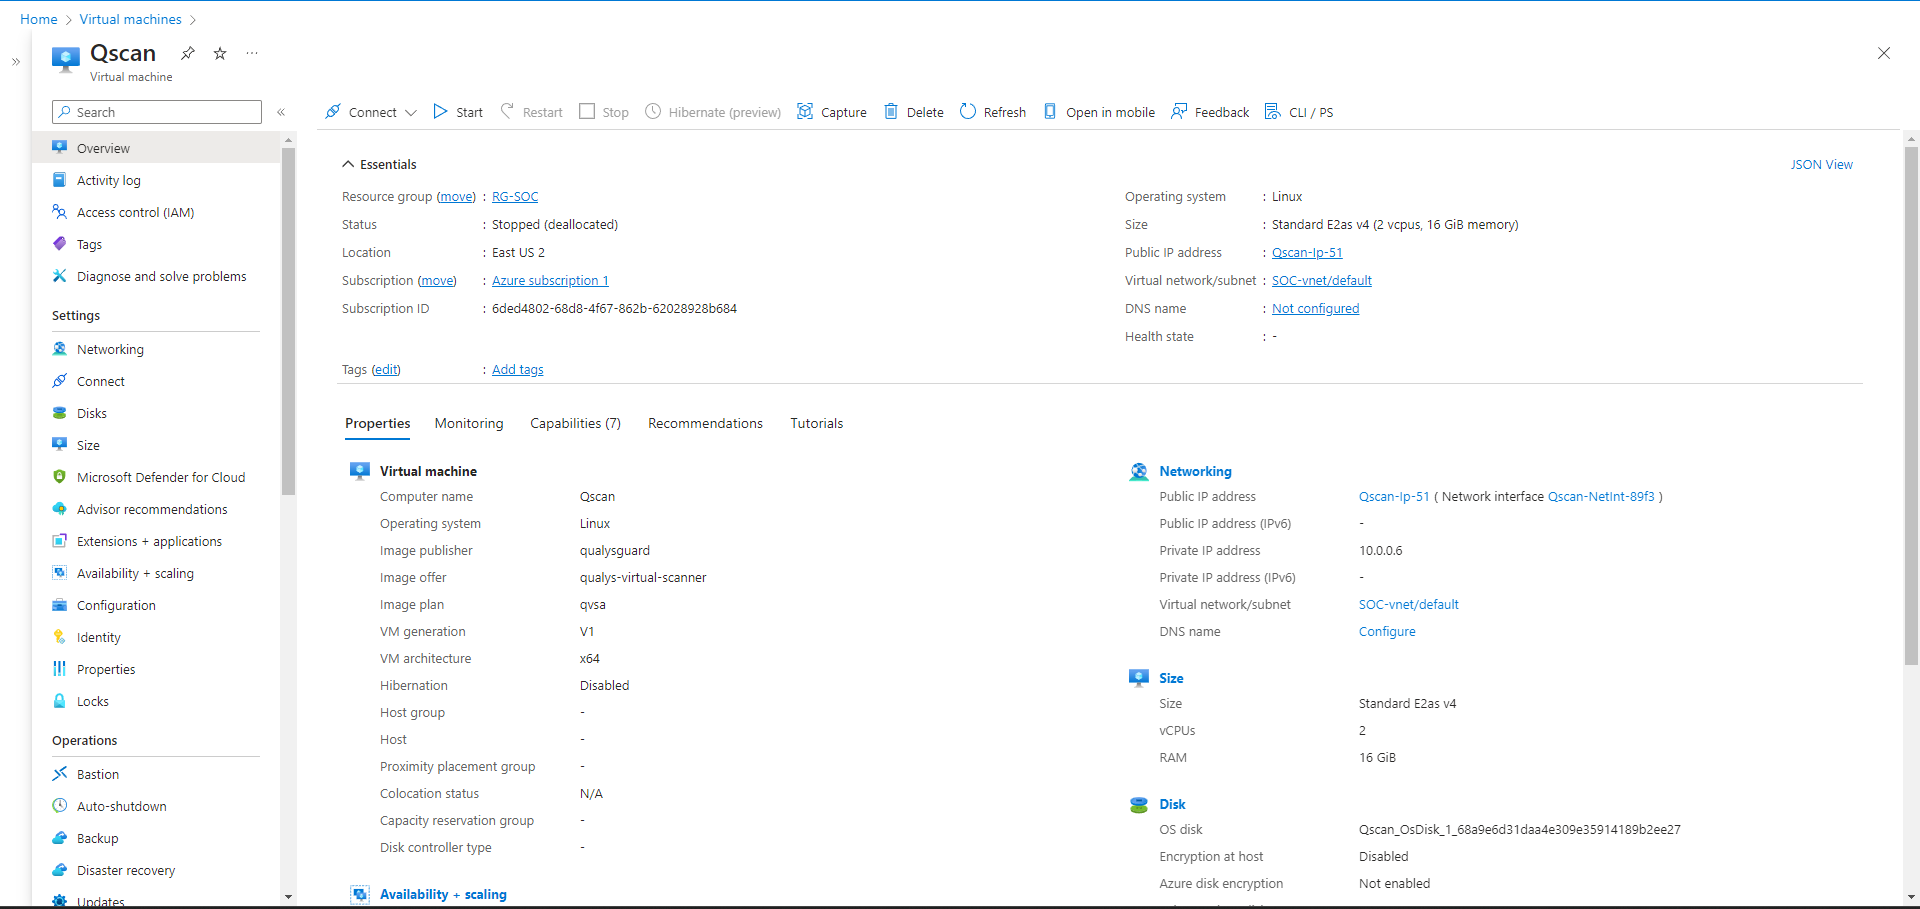 Home > Virtual machines >
Qscan
Virtual machine
Search
Connect Start Restart Stop Hibernate (preview) Capture Delete Refresh Open in mobile Feedback CLI / PS
Overview
Activity log
Access control (IAM)
Tags
Diagnose and solve problems
Settings
Networking
Connect
Disks
Size
Microsoft Defender for Cloud
Advisor recommendations
Extensions + applications
Availability + scaling
Configuration
Identity
Properties
Locks
Operations
Bastion
Auto-shutdown
Backup
Disaster recovery
Updates
Essentials
JSON View
Resource group (move) : RG-SOC
Status : Stopped (deallocated)
Location : East US 2
Subscription (move) : Azure subscription 1
Subscription ID : 6ded4802-68d8-4f67-862b-62028928b684
Operating system : Linux
Size : Standard E2as v4 (2 vcpus, 16 GiB memory)
Public IP address : Qscan-Ip-51
Virtual network/subnet : SOC-vnet/default
DNS name : Not configured
Health state : -
Tags (edit) : Add tags
Properties Monitoring Capabilities (7) Recommendations Tutorials
Virtual machine
Computer name Qscan
Operating system Linux
Image publisher qualysguard
Image offer qualys-virtual-scanner
Image plan qvsa
VM generation V1
VM architecture x64
Hibernation Disabled
Host group -
Host -
Proximity placement group -
Colocation status N/A
Capacity reservation group -
Disk controller type -
Availability + scaling
Networking
Public IP address Qscan-Ip-51 ( Network interface Qscan-NetInt-89f3 )
Public IP address (IPv6) -
Private IP address 10.0.0.6
Private IP address (IPv6) -
Virtual network/subnet SOC-vnet/default
DNS name Configure
Size
Size Standard E2as v4
vCPUs 2
RAM 16 GiB
Disk
OS disk Qscan_OsDisk_1_68a9e6d31daa4e309e35914189b2ee27
Encryption at host Disabled
Azure disk encryption Not enabled